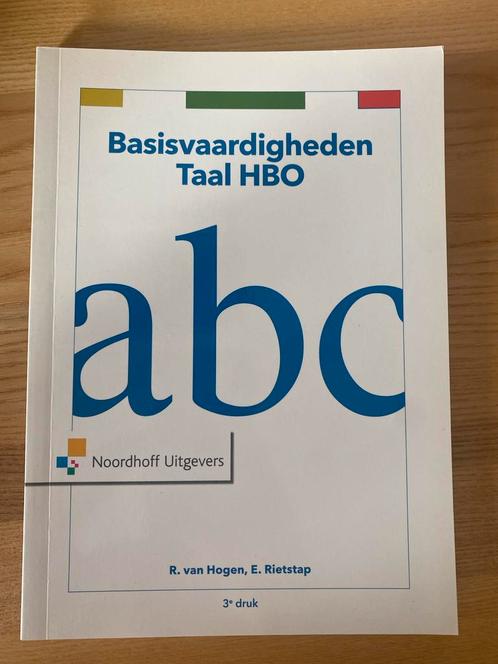 Basisvaardigheden
Taal HBO
abc
Noordhoff Uitgevers
R. van Hogen, E. Rietstap
3e druk